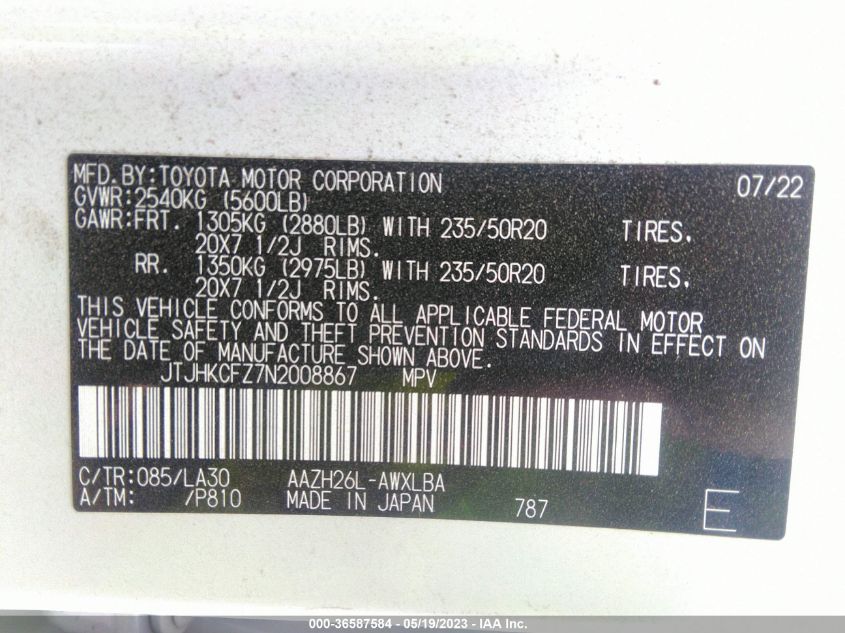 MFD.BY:TOYOTA MOTOR CORPORATION 07/22
GVWR:2540KG (5600LB)
GAWR:FRT. 1305KG (2880LB) WITH 235/50R20 TIRES,
20X7 1/2J RIMS.
RR. 1350KG (2975LB) WITH 235/50R20 TIRES,
20X7 1/2J RIMS.
THIS VEHICLE CONFORMS TO ALL APPLICABLE FEDERAL MOTOR
VEHICLE SAFETY AND THEFT PREVENTION STANDARDS IN EFFECT ON
THE DATE OF MANUFACTURE SHOWN ABOVE.
JTJHKCFZ7N2008867 MPV
C/TR:085/LA30 AAZH26L-AWXLBA
A/TM: /P810 MADE IN JAPAN 787 E
000-36587584 - 05/19/2023 - IAA Inc.